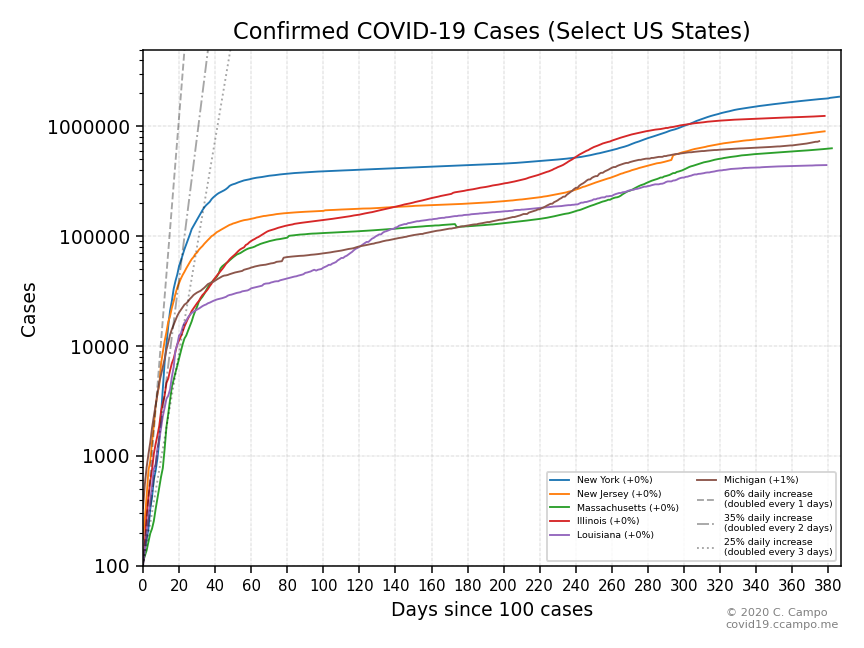 Confirmed COVID-19 Cases (Select US States)
Cases
1000000
100000
10000
1000
100
0 20 40 60 80 100 120 140 160 180 200 220 240 260 280 300 320 340 360 380
Days since 100 cases
New York (+0%)
New Jersey (+0%)
Massachusetts (+0%)
Illinois (+0%)
Louisiana (+0%)
Michigan (+1%)
60% daily increase
(doubled every 1 days)
35% daily increase
(doubled every 2 days)
25% daily increase
(doubled every 3 days)
© 2020 C. Campo
covid19.ccampo.me